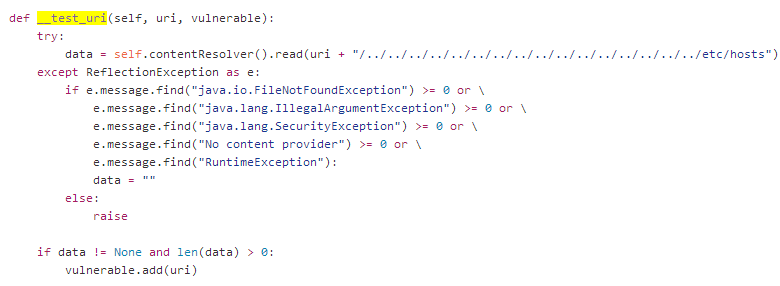 def __test_uri(self, uri, vulnerable):
    try:
        data = self.contentResolver().read(uri + "/../../../../../../../../../../../../../../../../etc/hosts")
    except ReflectionException as e:
        if e.message.find("java.io.FileNotFoundException") >= 0 or \
            e.message.find("java.lang.IllegalArgumentException") >= 0 or \
            e.message.find("java.lang.SecurityException") >= 0 or \
            e.message.find("No content provider") >= 0 or \
            e.message.find("RuntimeException"):
            data = ""
        else:
            raise

    if data != None and len(data) > 0:
        vulnerable.add(uri)